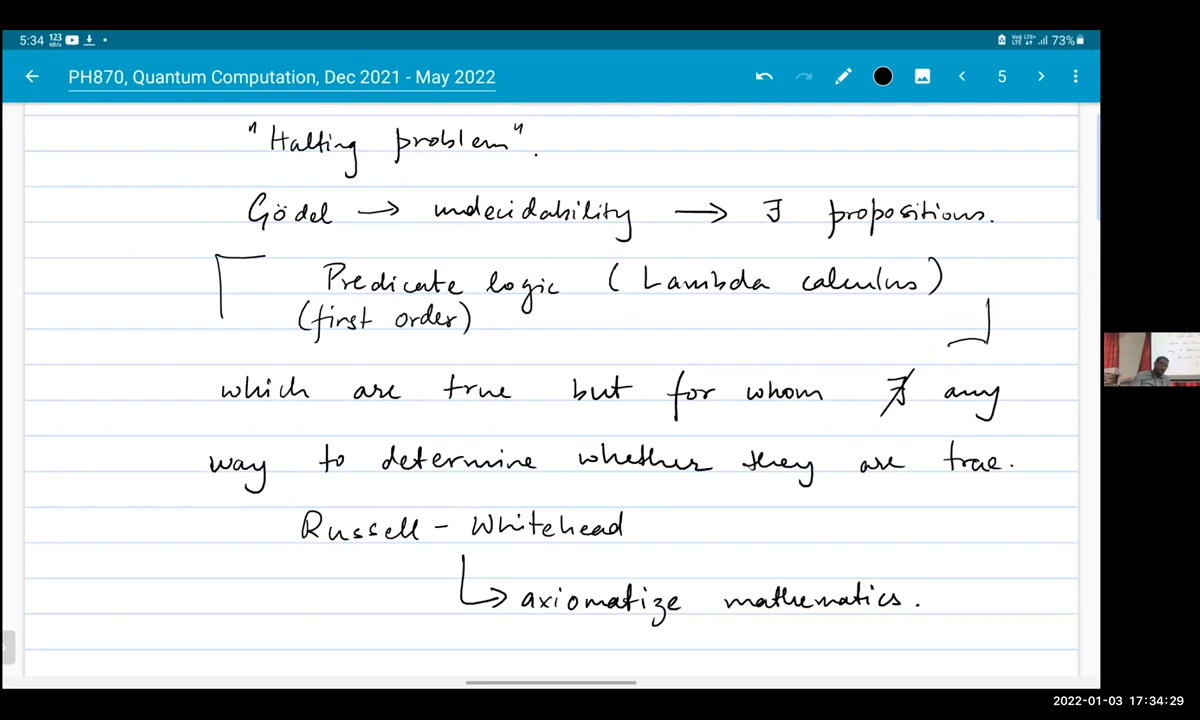 5:34 123 KB/s 73%
PH870, Quantum Computation, Dec 2021 - May 2022 5
"Halting problem".
Gödel → undecidability → ∃ propositions.
Predicate logic (Lambda calculus)
(first order)
which are true but for whom ∄ any
way to determine whether they are true.
Russell - Whitehead
↳ axiomatize mathematics.
2022-01-03 17:34:29